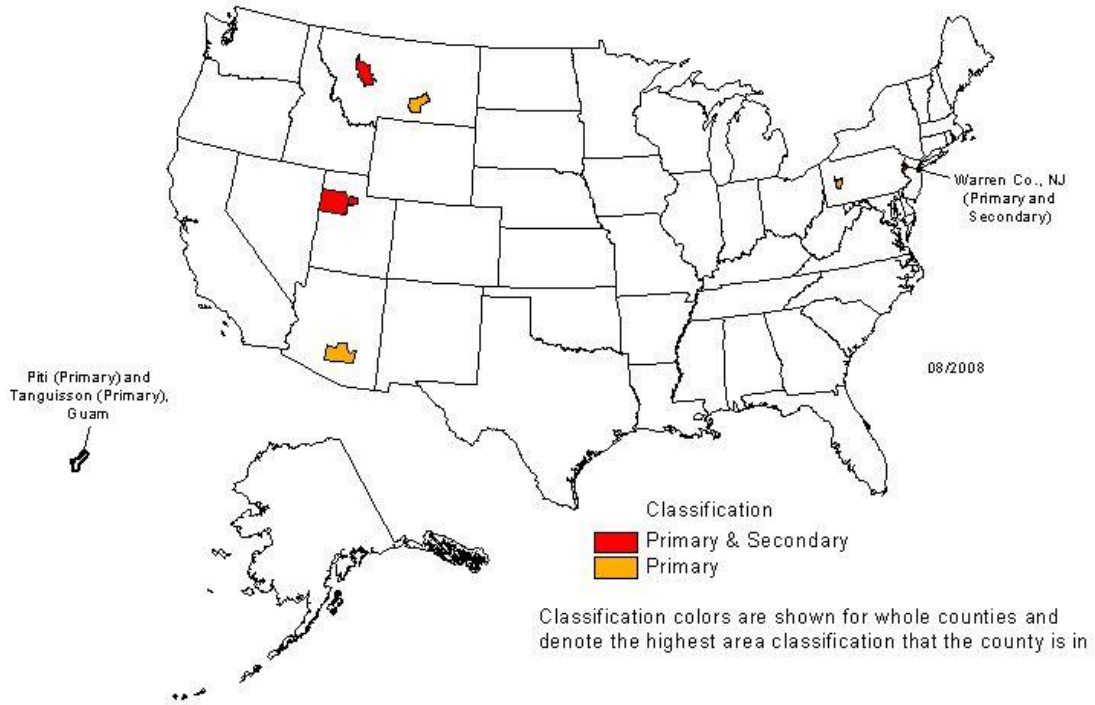 Warren Co., NJ
(Primary and
Secondary)
08/2008
Piti (Primary) and
Tanguisson (Primary),
Guam
Classification
Primary & Secondary
Primary
Classification colors are shown for whole counties and
denote the highest area classification that the county is in